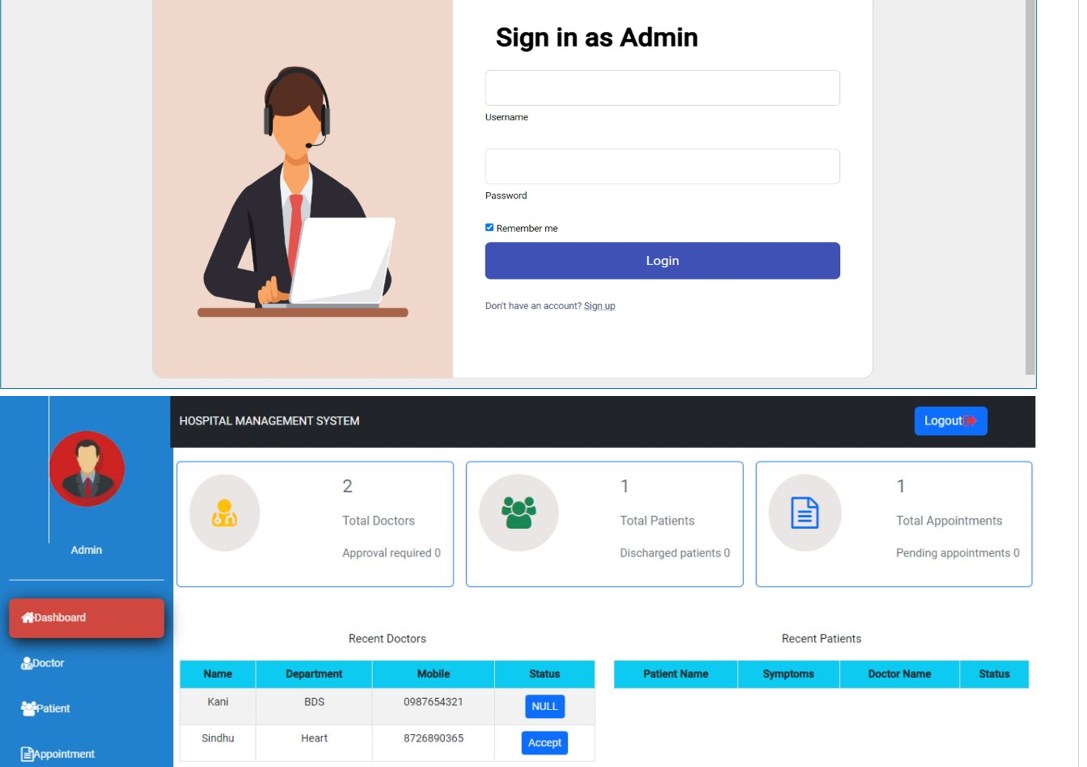 Sign in as Admin
Username
Password
Remember me
Login
Don't have an account? Sign up
HOSPITAL MANAGEMENT SYSTEM
Logout
Admin
Dashboard
Doctor
Patient
Appointment
2
Total Doctors
Approval required 0
1
Total Patients
Discharged patients 0
1
Total Appointments
Pending appointments 0
Recent Doctors
Name Department Mobile Status
Kani BDS 0987654321 NULL
Sindhu Heart 8726890365 Accept
Recent Patients
Patient Name Symptoms Doctor Name Status